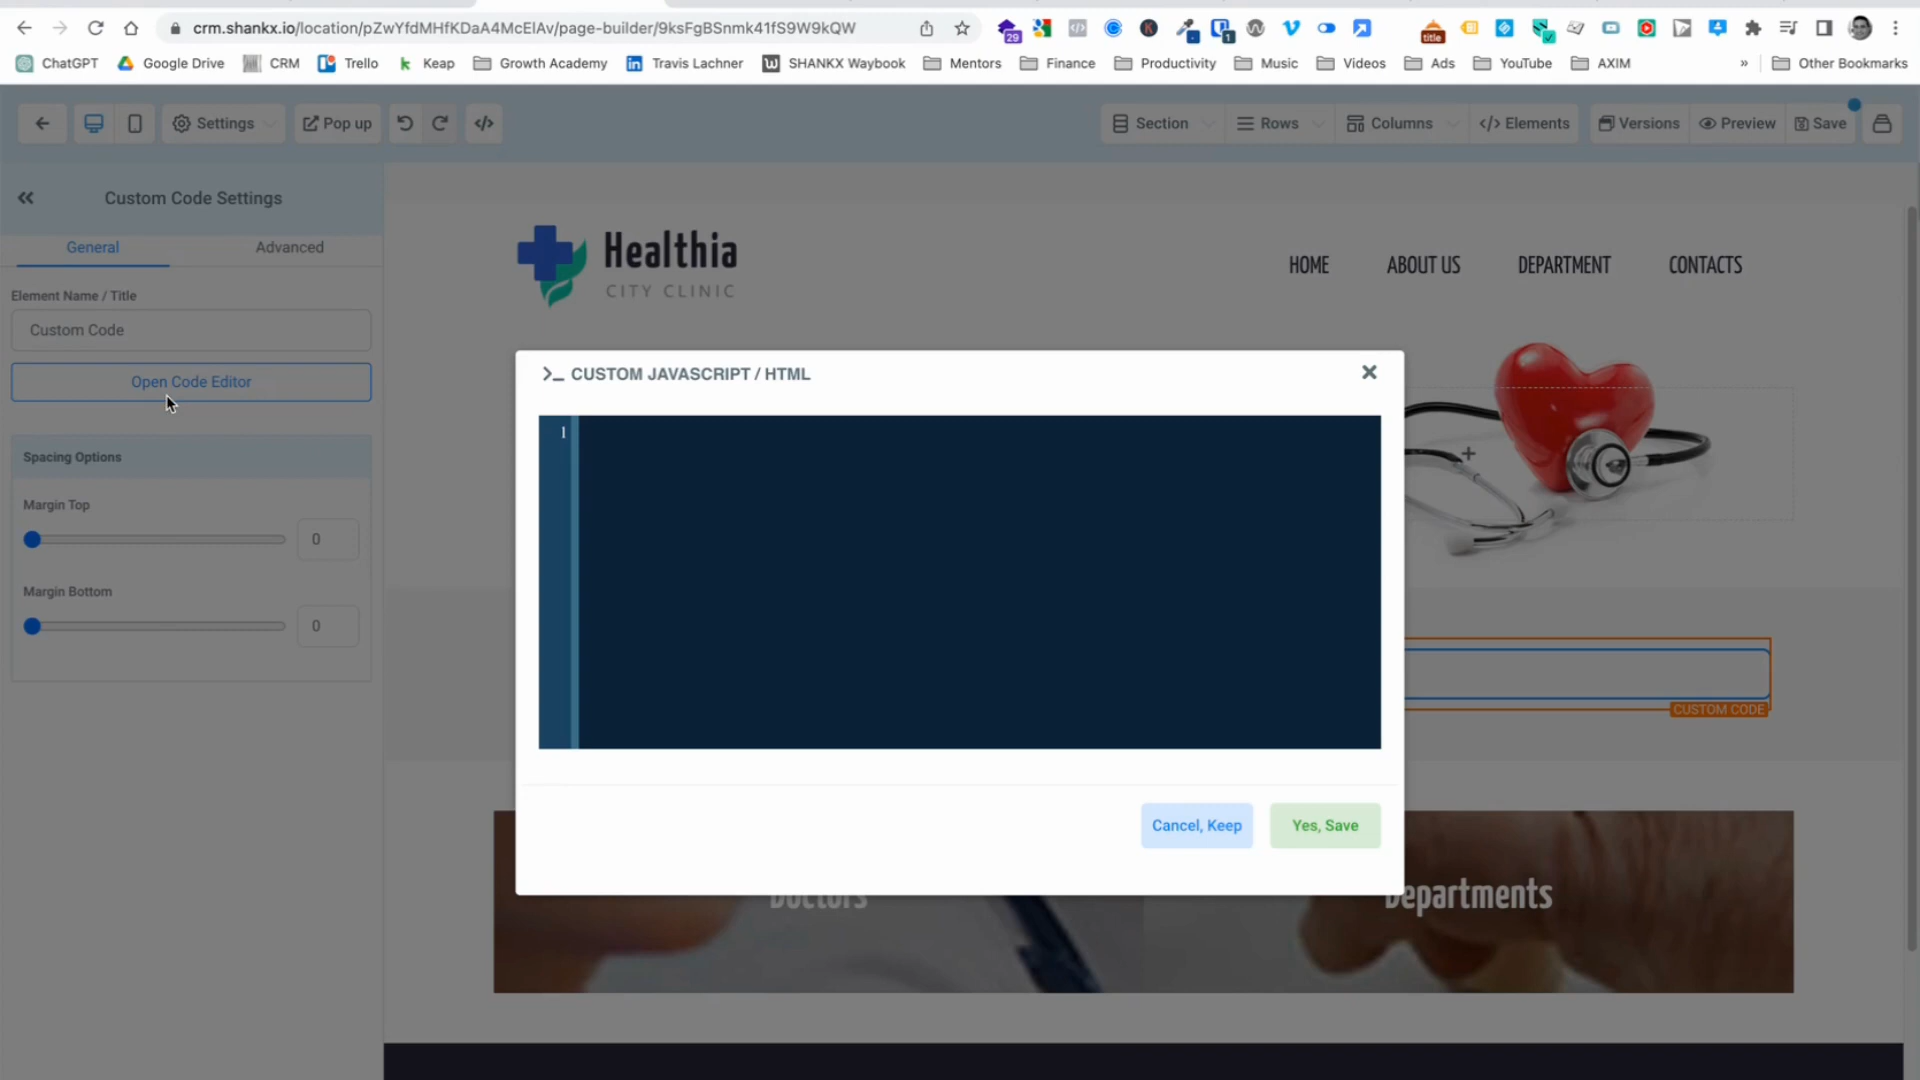 crm.shankx.io/location/pZwYfdMHfKDaA4McElAv/page-builder/9ksFgBSnmk41fS9W9kQW
29
1
title
ChatGPT
Google Drive
CRM
Trello
Keap
Growth Academy
Travis Lachner
SHANKX Waybook
Mentors
Finance
Productivity
Music
Videos
Ads
YouTube
AXIM
»
Other Bookmarks
Settings
Pop up
</>
Section
Rows
Columns
</> Elements
Versions
Preview
Save
Custom Code Settings
General
Advanced
Element Name / Title
Custom Code
Open Code Editor
Spacing Options
Margin Top
0
Margin Bottom
0
Healthia
CITY CLINIC
HOME
ABOUT US
DEPARTMENT
CONTACTS
>_ CUSTOM JAVASCRIPT / HTML
1
Cancel, Keep
Yes, Save
CUSTOM CODE
Doctors
Departments